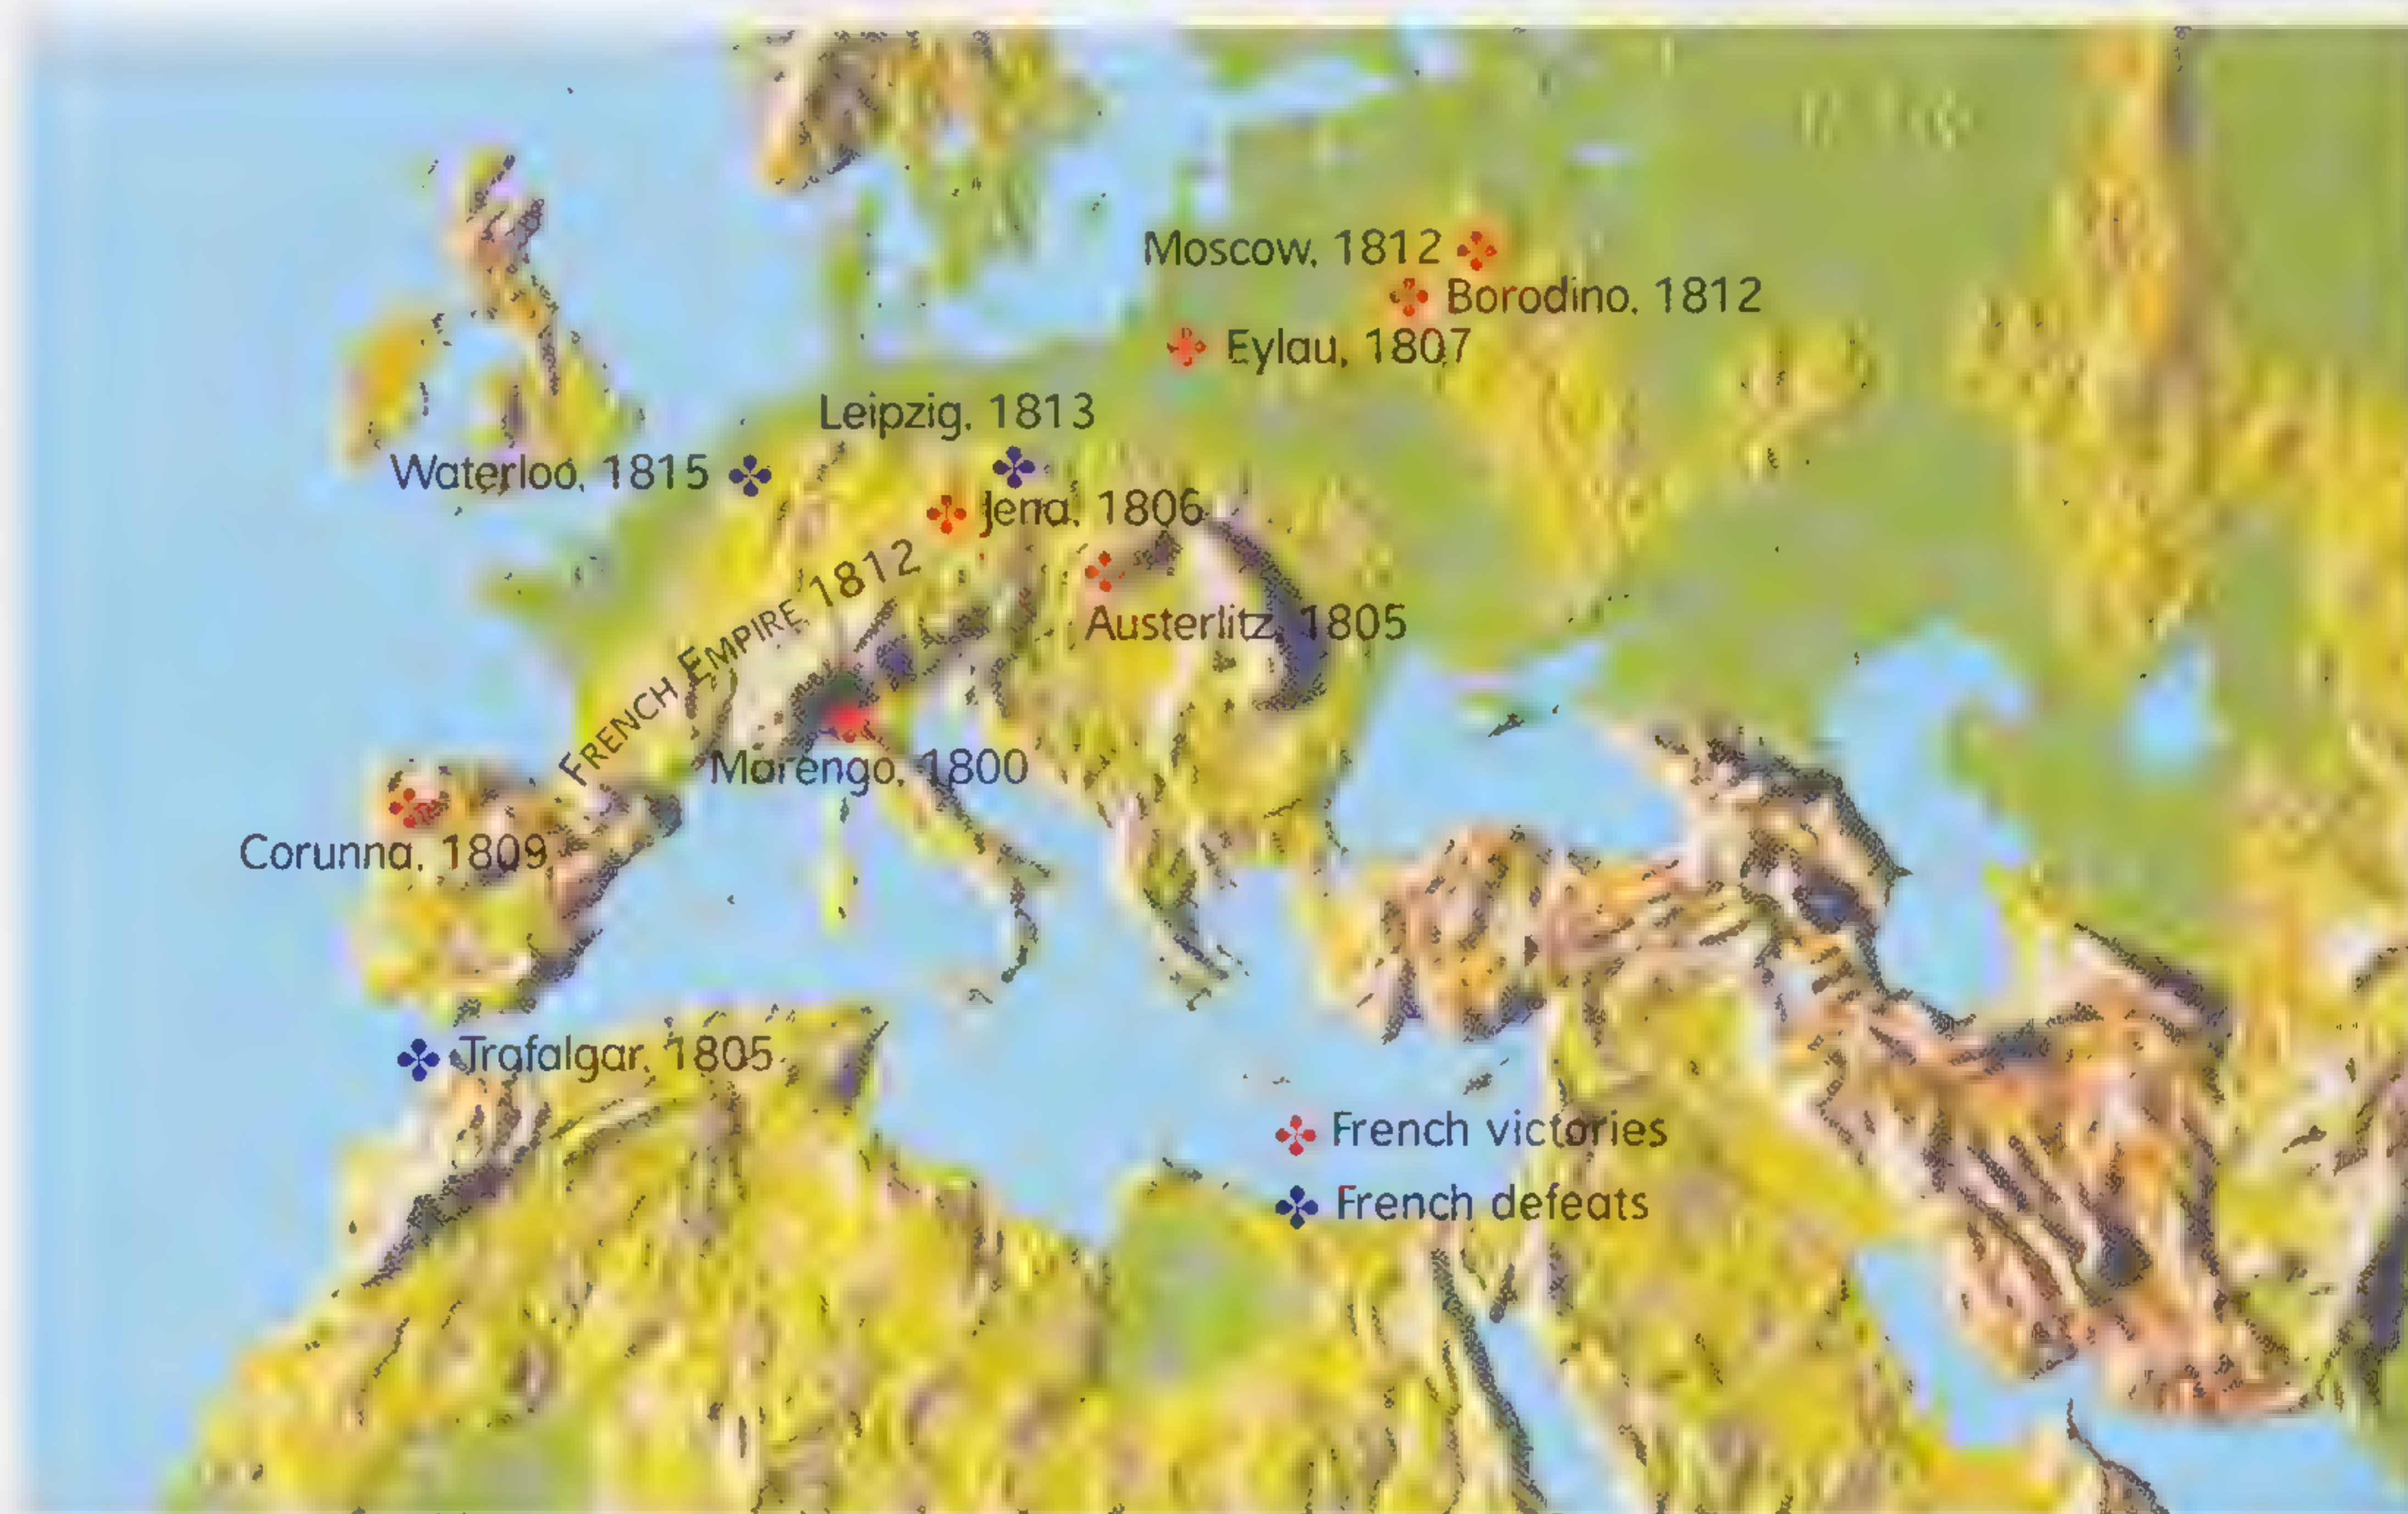 Moscow, 1812
Borodino, 1812
Eylau, 1807
Leipzig, 1813
Waterloo, 1815
Jena, 1806
Austerlitz, 1805
FRENCH EMPIRE, 1812
Marengo, 1800
Corunna, 1809
Trafalgar, 1805
French victories
French defeats